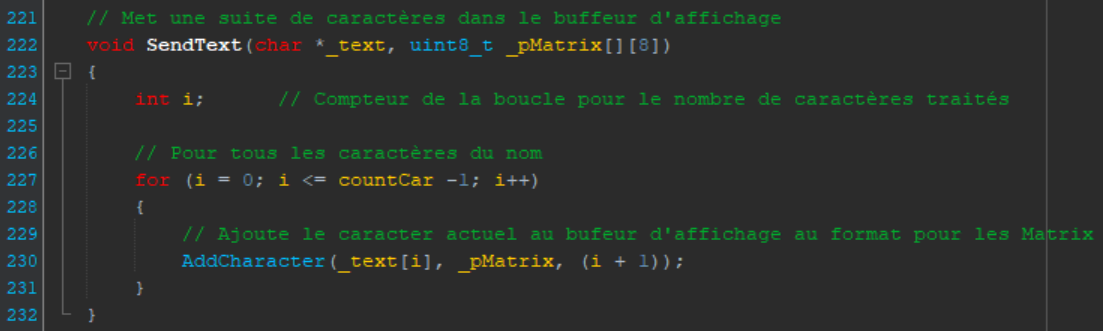 221 // Met une suite de caractères dans le buffeur d'affichage
222 void SendText(char *_text, uint8_t _pMatrix[][8])
223 {
224 int i; // Compteur de la boucle pour le nombre de caractères traités
225
226 // Pour tous les caractères du nom
227 for (i = 0; i <= countCar -1; i++)
228 {
229 // Ajoute le caracter actuel au bufeur d'affichage au format pour les Matrix
230 AddCharacter(_text[i], _pMatrix, (i + 1));
231 }
232 }